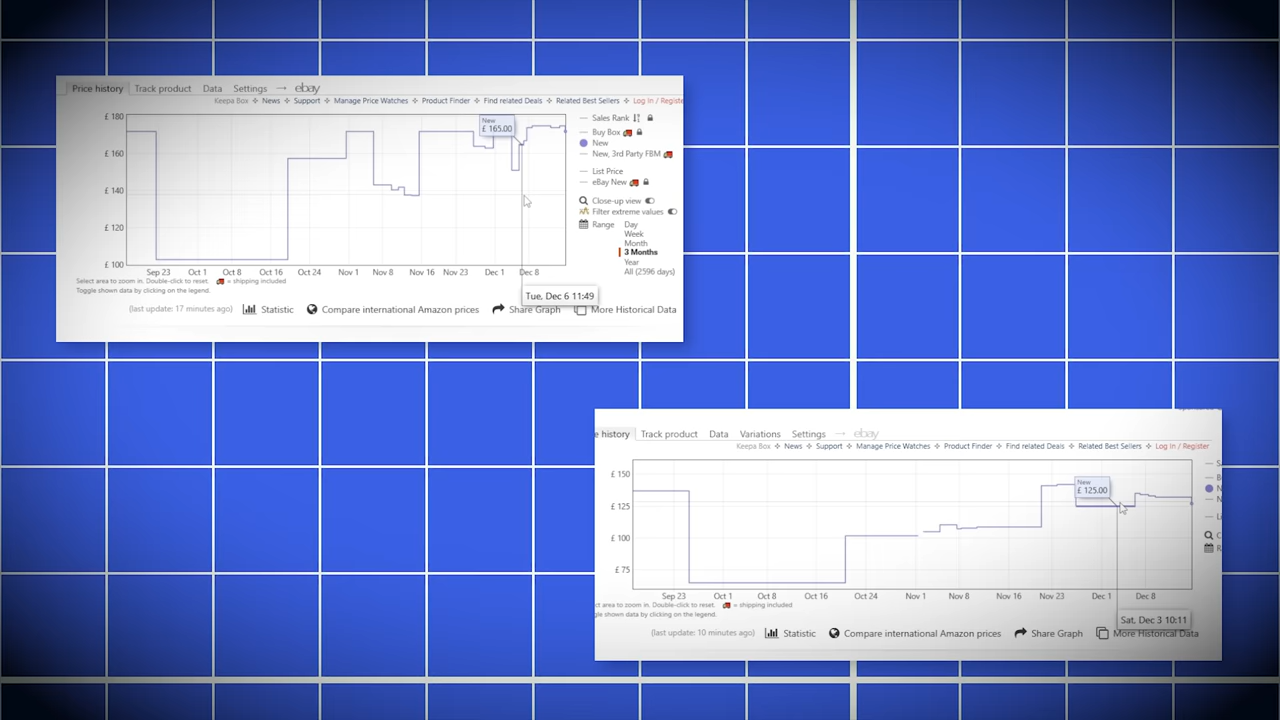 Price history Track product Data Settings → ebay
Keepa Box ✧ News ✧ Support ✧ Manage Price Watches ✧ Product Finder ✧ Find related Deals ✧ Related Best Sellers ✧ Log In / Registe
£ 180
£ 160
£ 140
£ 120
£ 100
New
£ 165.00
Sep 23 Oct 1 Oct 8 Oct 16 Oct 24 Nov 1 Nov 8 Nov 16 Nov 23 Dec 1 Dec 8
Tue, Dec 6 11:49
Sales Rank
Buy Box
New
New, 3rd Party FBM
List Price
eBay New
Close-up view
Filter extreme values
Range
Day
Week
Month
3 Months
Year
All (2596 days)
Select area to zoom in. Double-click to reset. = shipping included
Toggle shown data by clicking on the legend.
(last update: 17 minutes ago) Statistic Compare international Amazon prices Share Graph More Historical Data
e history Track product Data Variations Settings → ebay
Keepa Box ✧ News ✧ Support ✧ Manage Price Watches ✧ Product Finder ✧ Find related Deals ✧ Related Best Sellers ✧ Log In / Register
£ 150
£ 125
£ 100
£ 75
New
£ 125.00
Sep 23 Oct 1 Oct 8 Oct 16 Oct 24 Nov 1 Nov 8 Nov 16 Nov 23 Dec 1 Dec 8
Sat, Dec 3 10:11
ct area to zoom in. Double-click to reset. = shipping included
gle shown data by clicking on the legend.
(last update: 10 minutes ago) Statistic Compare international Amazon prices Share Graph More Historical Data